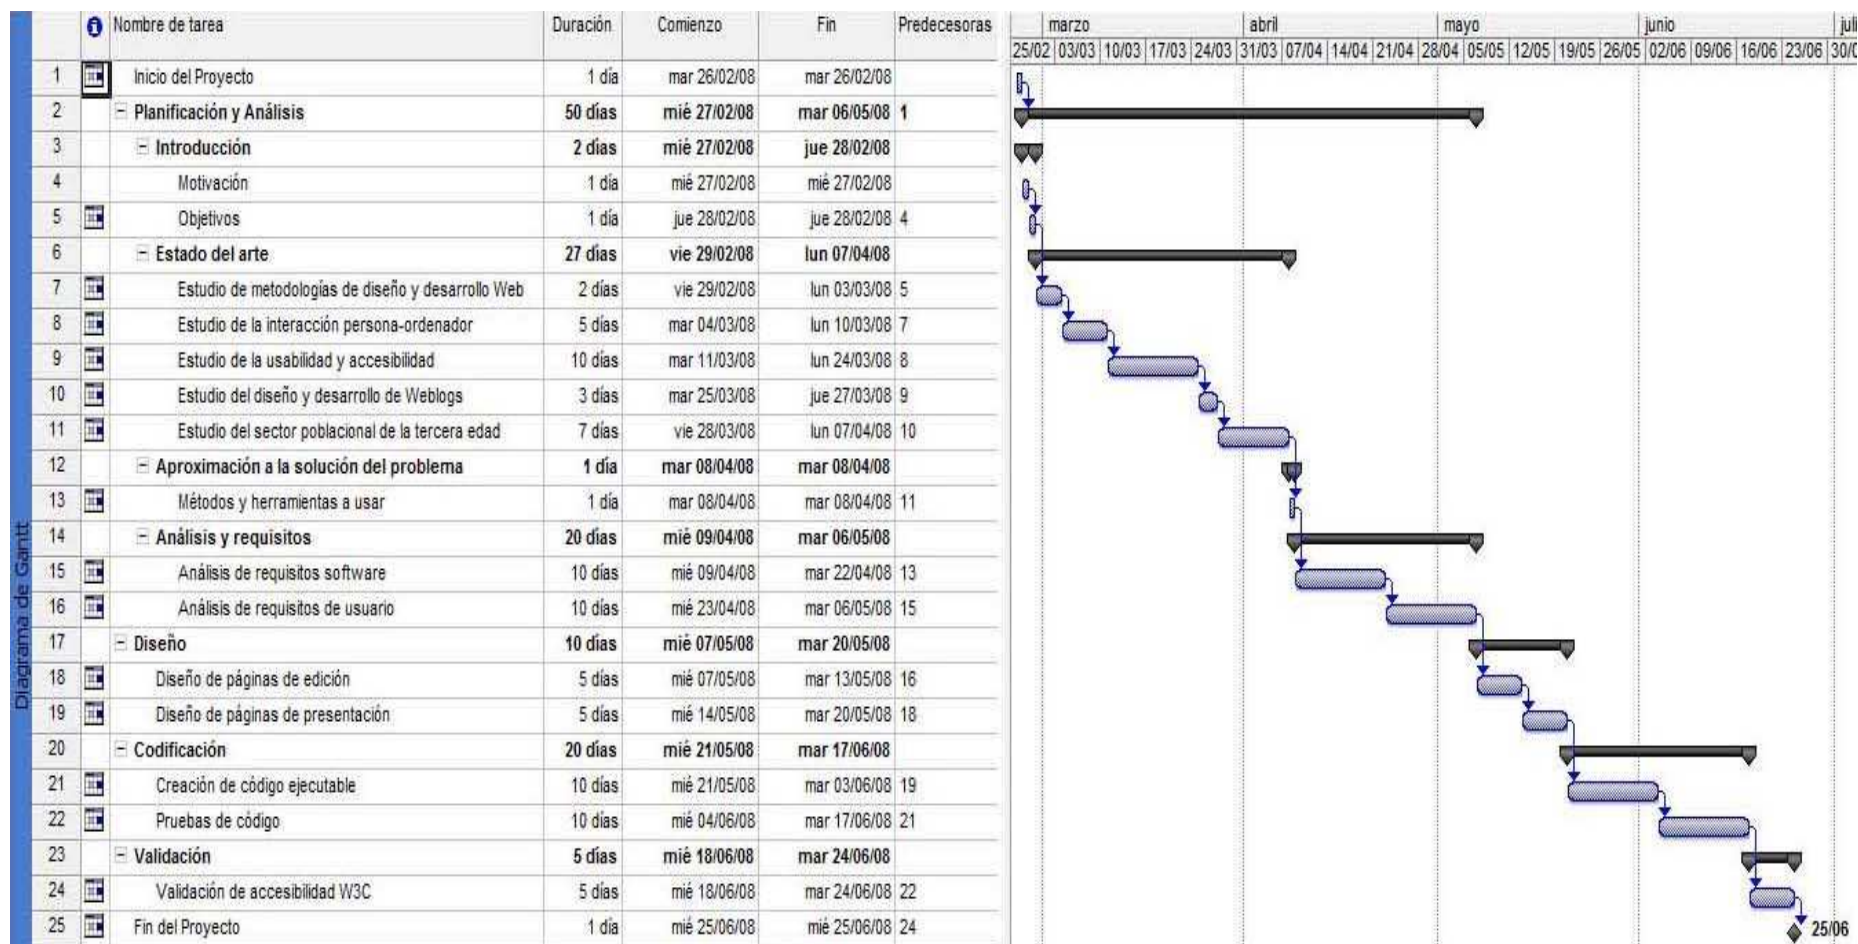 Diagrama de Gantt
Nombre de tarea Duración Comienzo Fin Predecesoras
marzo abril mayo junio
25/02 03/03 10/03 17/03 24/03 31/03 07/04 14/04 21/04 28/04 05/05 12/05 19/05 26/05 02/06 09/06 16/06 23/06
1 Inicio del Proyecto 1 día mar 26/02/08 mar 26/02/08
2 Planificación y Análisis 50 días mié 27/02/08 mar 06/05/08 1
3 Introducción 2 días mié 27/02/08 jue 28/02/08
4 Motivación 1 día mié 27/02/08 mié 27/02/08
5 Objetivos 1 día jue 28/02/08 jue 28/02/08 4
6 Estado del arte 27 días vie 29/02/08 lun 07/04/08
7 Estudio de metodologías de diseño y desarrollo Web 2 días vie 29/02/08 lun 03/03/08 5
8 Estudio de la interacción persona-ordenador 5 días mar 04/03/08 lun 10/03/08 7
9 Estudio de la usabilidad y accesibilidad 10 días mar 11/03/08 lun 24/03/08 8
10 Estudio del diseño y desarrollo de Weblogs 3 días mar 25/03/08 jue 27/03/08 9
11 Estudio del sector poblacional de la tercera edad 7 días vie 28/03/08 lun 07/04/08 10
12 Aproximación a la solución del problema 1 día mar 08/04/08 mar 08/04/08
13 Métodos y herramientas a usar 1 día mar 08/04/08 mar 08/04/08 11
14 Análisis y requisitos 20 días mié 09/04/08 mar 06/05/08
15 Análisis de requisitos software 10 días mié 09/04/08 mar 22/04/08 13
16 Análisis de requisitos de usuario 10 días mié 23/04/08 mar 06/05/08 15
17 Diseño 10 días mié 07/05/08 mar 20/05/08
18 Diseño de páginas de edición 5 días mié 07/05/08 mar 13/05/08 16
19 Diseño de páginas de presentación 5 días mié 14/05/08 mar 20/05/08 18
20 Codificación 20 días mié 21/05/08 mar 17/06/08
21 Creación de código ejecutable 10 días mié 21/05/08 mar 03/06/08 19
22 Pruebas de código 10 días mié 04/06/08 mar 17/06/08 21
23 Validación 5 días mié 18/06/08 mar 24/06/08
24 Validación de accesibilidad W3C 5 días mié 18/06/08 mar 24/06/08 22
25 Fin del Proyecto 1 día mié 25/06/08 mié 25/06/08 24
25/06